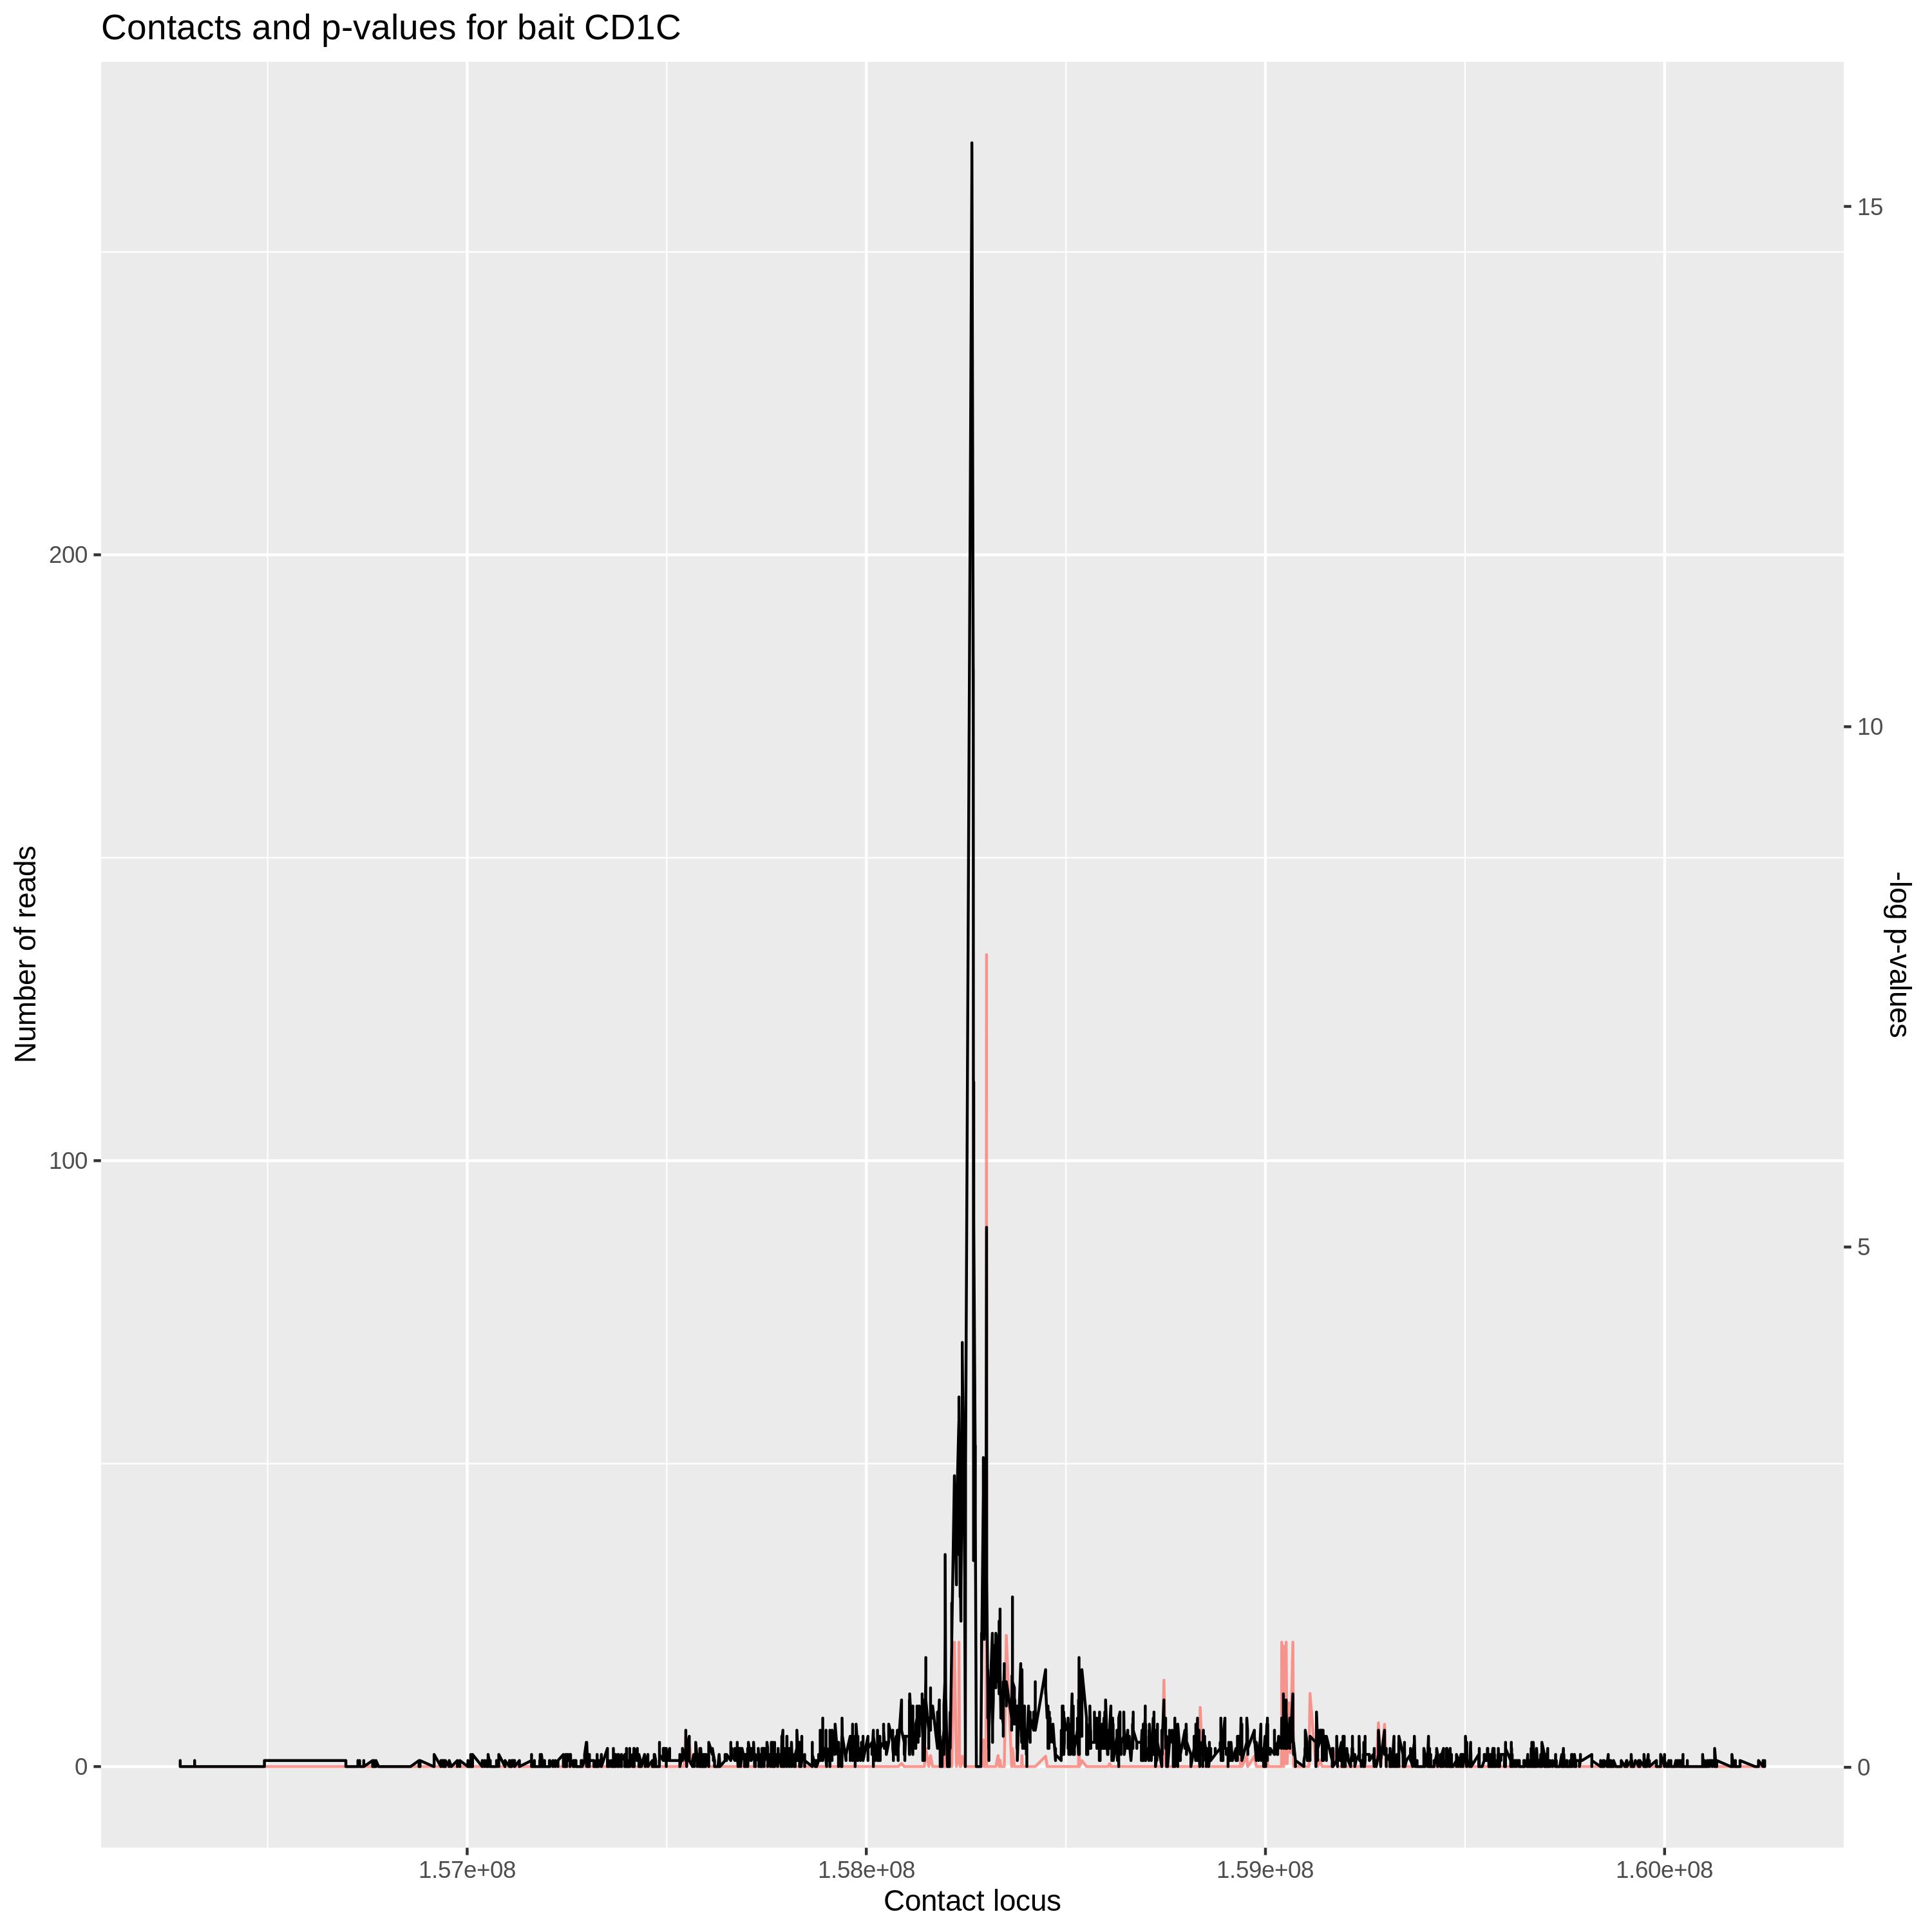 Contacts and p-values for bait CD1C
15
200
10
Number of reads
-log p-values
100
5
0
0
1.57e+08
1.58e+08
1.59e+08
1.60e+08
Contact locus